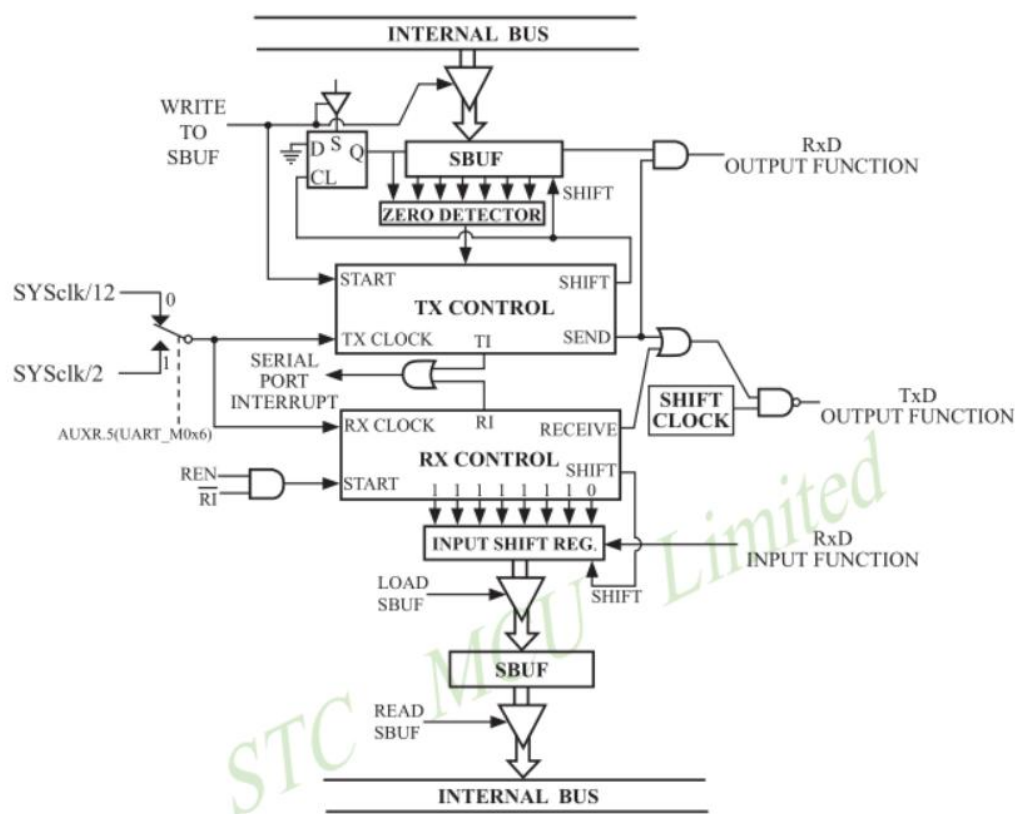 INTERNAL BUS
WRITE
TO
SBUF
D
S
Q
CL
SBUF
SHIFT
ZERO DETECTOR
RxD
OUTPUT FUNCTION
START
SHIFT
TX CONTROL
TX CLOCK
TI
SEND
SYSclk/12
0
SYSclk/2
1
AUXR.5(UART_M0x6)
SERIAL
PORT
INTERRUPT
SHIFT
CLOCK
TxD
OUTPUT FUNCTION
RX CLOCK
RI
RECEIVE
RX CONTROL
SHIFT
START
REN
R̅I̅
1 1 1 1 1 1 1 0
INPUT SHIFT REG.
RxD
INPUT FUNCTION
SHIFT
LOAD
SBUF
SBUF
READ
SBUF
INTERNAL BUS
STC MCU Limited